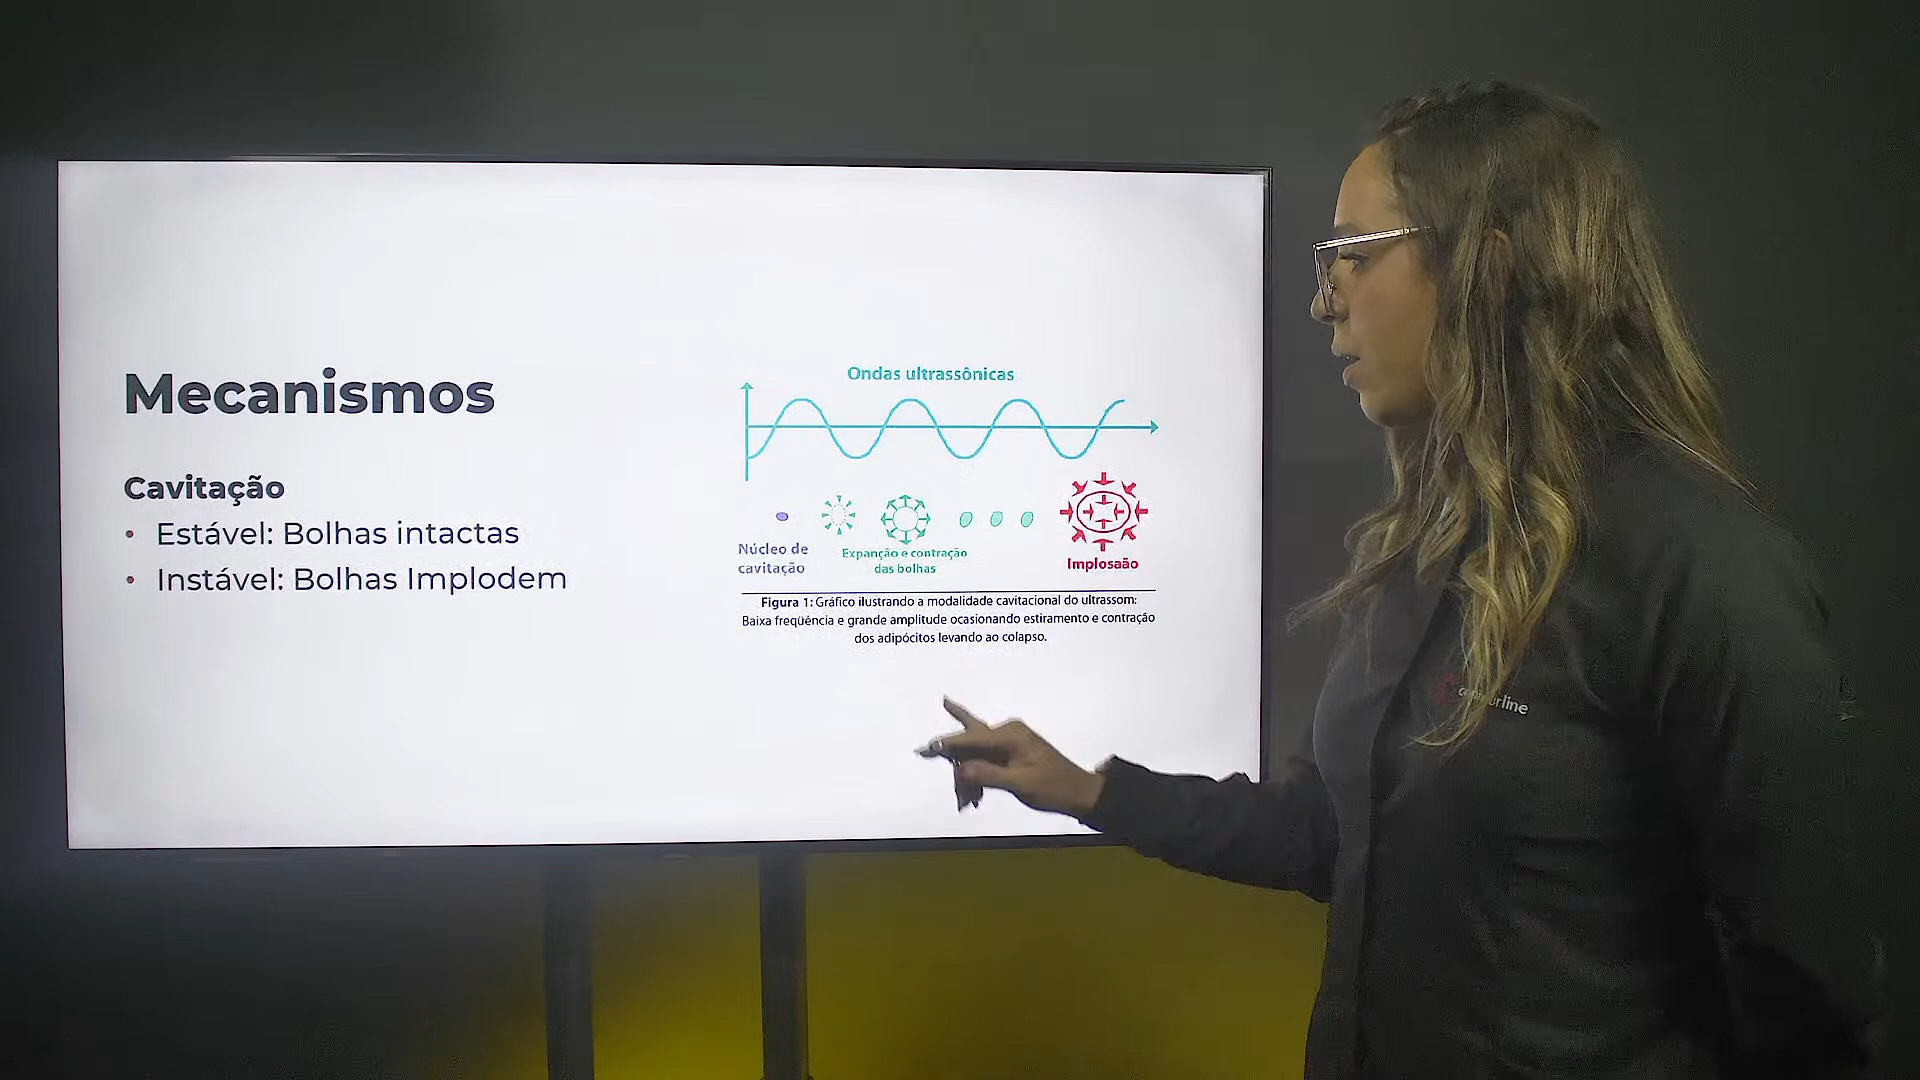 Mecanismos
Cavitação
• Estável: Bolhas intactas
• Instável: Bolhas Implodem
Ondas ultrassônicas
Núcleo de
cavitação
Expanção e contração
das bolhas
Implosaão
Figura 1: Gráfico ilustrando a modalidade cavitacional do ultrassom:
Baixa freqüência e grande amplitude ocasionando estiramento e contração
dos adipócitos levando ao colapso.